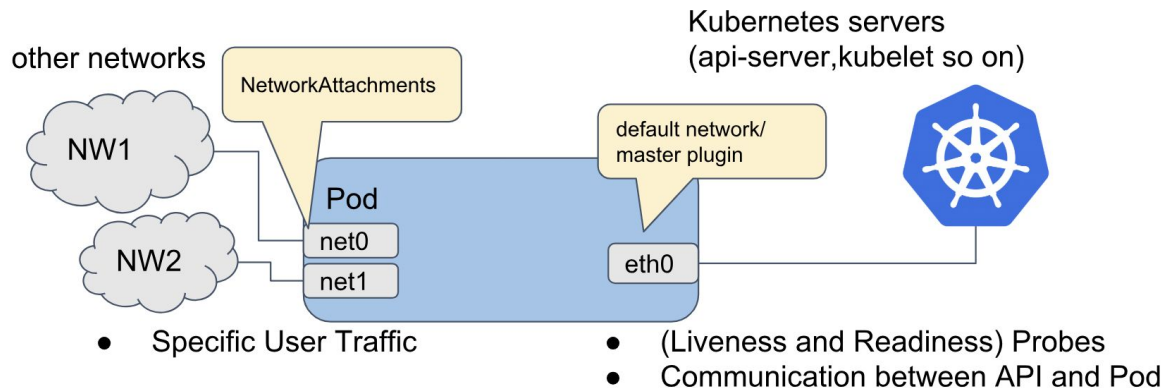 Kubernetes servers
(api-server,kubelet so on)
other networks
NetworkAttachments
default network/
master plugin
NW1
Pod
net0
NW2
net1
eth0
● Specific User Traffic
● (Liveness and Readiness) Probes
● Communication between API and Pod